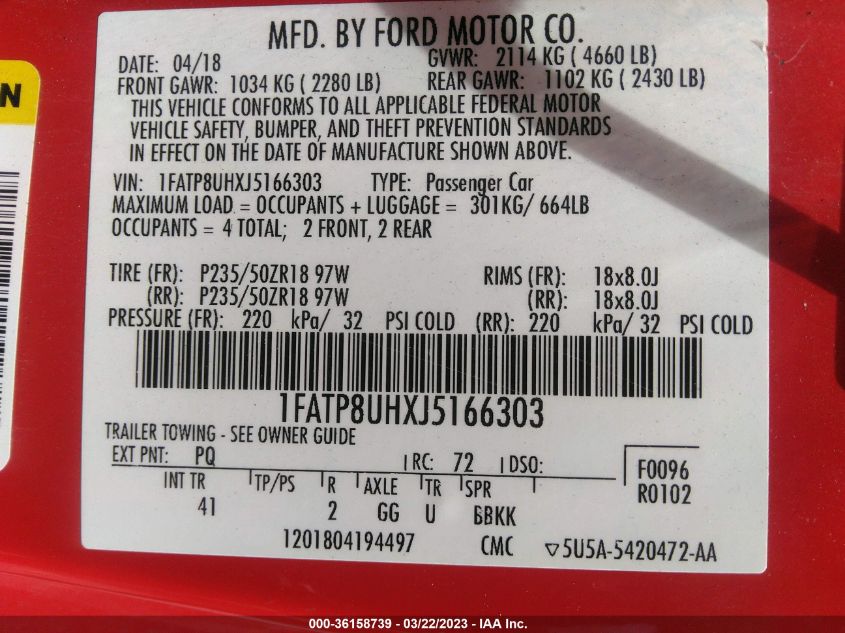 MFD. BY FORD MOTOR CO.
DATE: 04/18 GVWR: 2114 KG ( 4660 LB)
FRONT GAWR: 1034 KG ( 2280 LB) REAR GAWR: 1102 KG ( 2430 LB)
THIS VEHICLE CONFORMS TO ALL APPLICABLE FEDERAL MOTOR
VEHICLE SAFETY, BUMPER, AND THEFT PREVENTION STANDARDS
IN EFFECT ON THE DATE OF MANUFACTURE SHOWN ABOVE.
VIN: 1FATP8UHXJ5166303 TYPE: Passenger Car
MAXIMUM LOAD = OCCUPANTS + LUGGAGE = 301KG/ 664LB
OCCUPANTS = 4 TOTAL; 2 FRONT, 2 REAR
TIRE (FR): P235/50ZR18 97W RIMS (FR): 18x8.0J
(RR): P235/50ZR18 97W (RR): 18x8.0J
PRESSURE (FR): 220 kPa/ 32 PSI COLD (RR): 220 kPa/ 32 PSI COLD
1FATP8UHXJ5166303
TRAILER TOWING - SEE OWNER GUIDE
EXT PNT: PQ RC: 72 DSO:
F0096
R0102
INT TR TP/PS R AXLE TR SPR
41 2 GG U BBKK
1201804194497 CMC ▽5U5A-5420472-AA
000-36158739 - 03/22/2023 - IAA Inc.